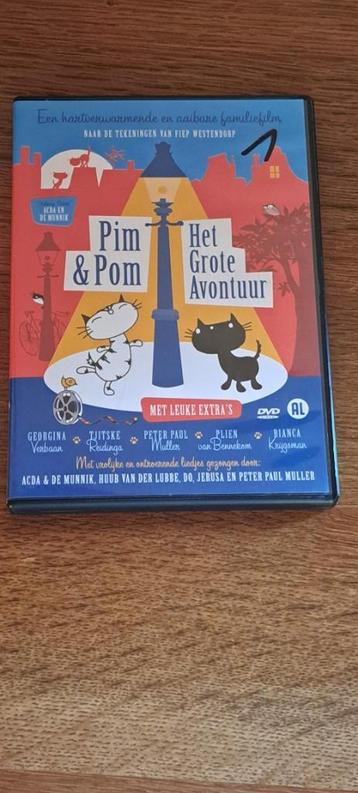 Een hartverwarmende en aaibare familiefilm
NAAR DE TEKENINGEN VAN FIEP WESTENDORP
ACDA EN
DE MUNNIK
Pim
& Pom
Het
Grote
Avontuur
MET LEUKE EXTRA'S
DVD
AL
GEORGINA
Verbaan
TJITSKE
Reidinga
PETER PAUL
Muller
PLIEN
van Bennekom
BIANCA
Krijgsman
Met vrolijke en ontroerende liedjes gezongen door:
ACDA & DE MUNNIK, HUUB VAN DER LUBBE, DO, JERUSA EN PETER PAUL MULLER